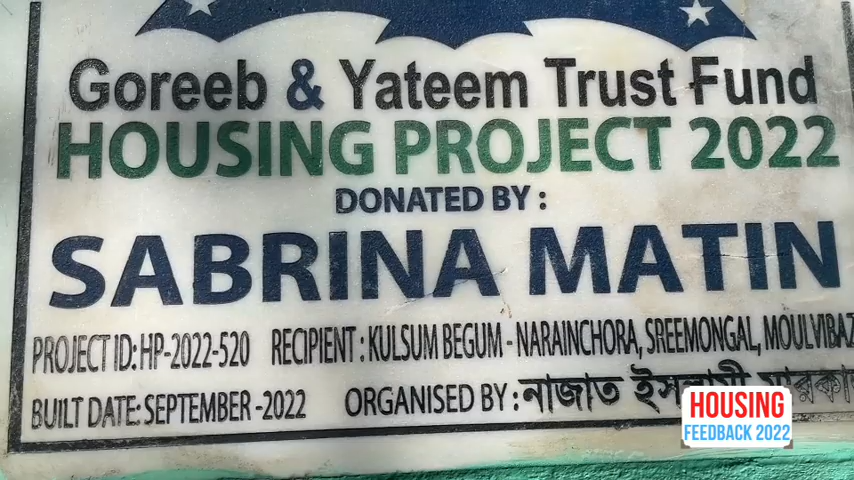 Goreeb & Yateem Trust Fund
HOUSING PROJECT 2022
DONATED BY :
SABRINA MATIN
PROJECT ID: HP-2022-520 RECIPIENT : KULSUM BEGUM - NARAINCHORA, SREEMONGAL, MOULVIBAZ
BUILT DATE: SEPTEMBER -2022 ORGANISED BY : নাজাত ইসলামী
HOUSING
FEEDBACK 2022